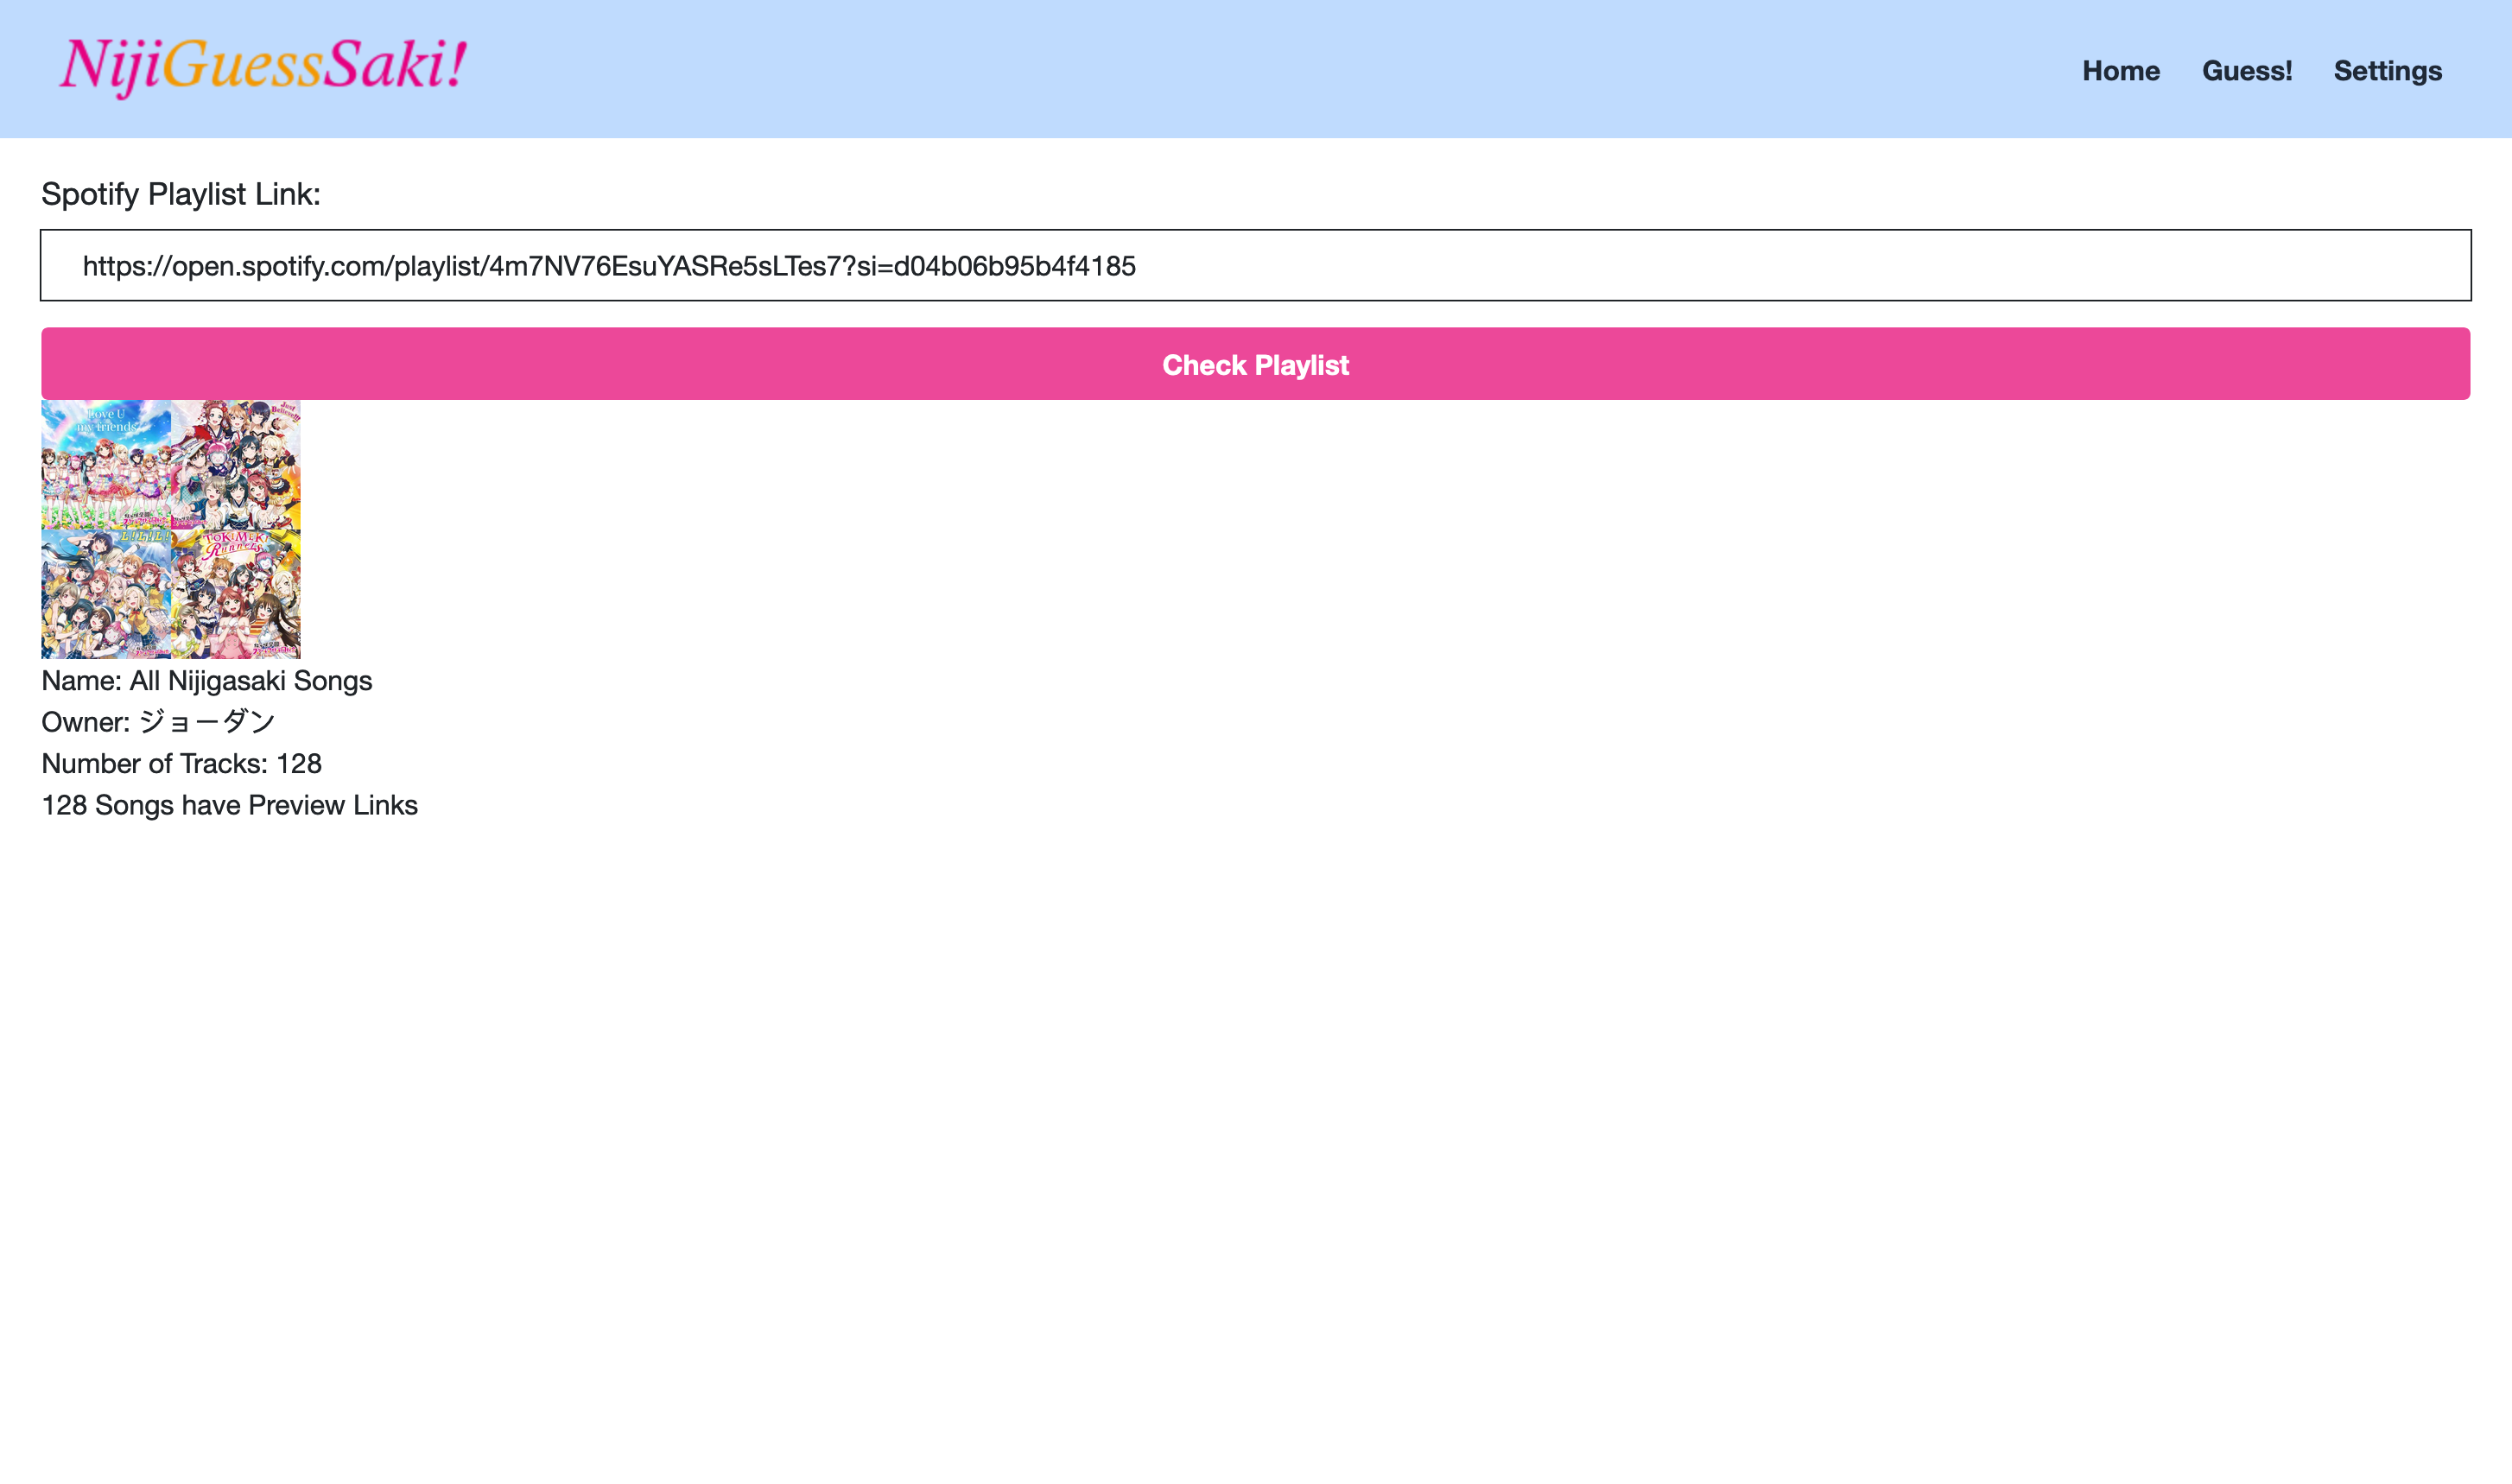 NijiGuessSaki!
Home Guess! Settings
Spotify Playlist Link:
https://open.spotify.com/playlist/4m7NV76EsuYASRe5sLTes7?si=d04b06b95b4f4185
Check Playlist
Love U
my friends
Just
Believe!!!
L!L!L!
TOKIMEKI
Runners
Name: All Nijigasaki Songs
Owner: ジョーダン
Number of Tracks: 128
128 Songs have Preview Links